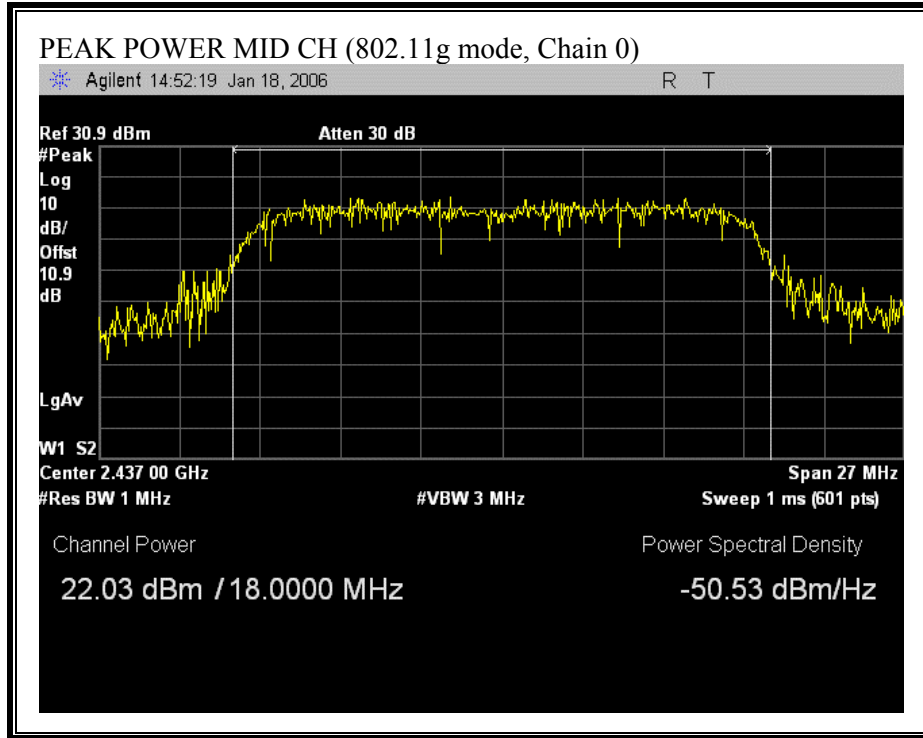 PEAK POWER MID CH (802.11g mode, Chain 0)
Agilent 14:52:19 Jan 18, 2006 R T
Ref 30.9 dBm Atten 30 dB
#Peak
Log
10
dB/
Offst
10.9
dB
LgAv
W1 S2
Center 2.437 00 GHz Span 27 MHz
#Res BW 1 MHz #VBW 3 MHz Sweep 1 ms (601 pts)
Channel Power Power Spectral Density
22.03 dBm / 18.0000 MHz -50.53 dBm/Hz